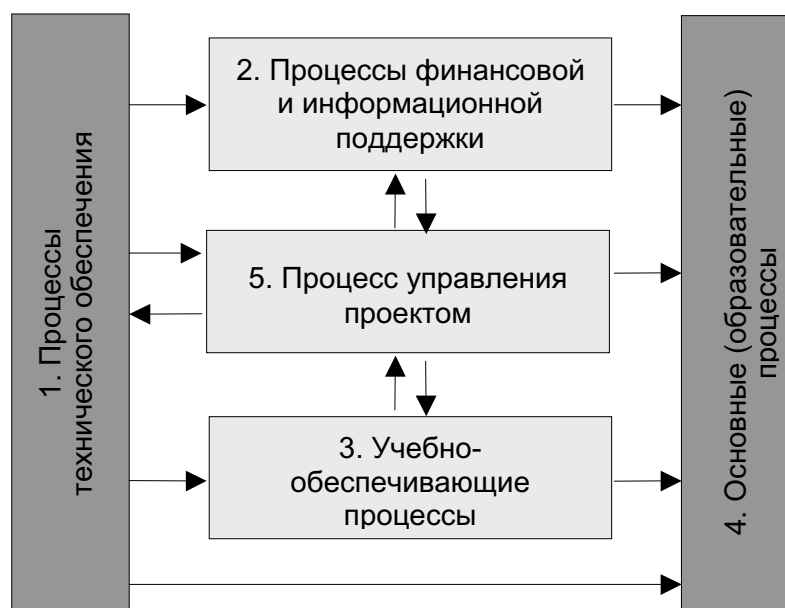 1. Процессы
технического обеспечения
2. Процессы финансовой
и информационной
поддержки
5. Процесс управления
проектом
3. Учебно-
обеспечивающие
процессы
4. Основные (образовательные)
процессы